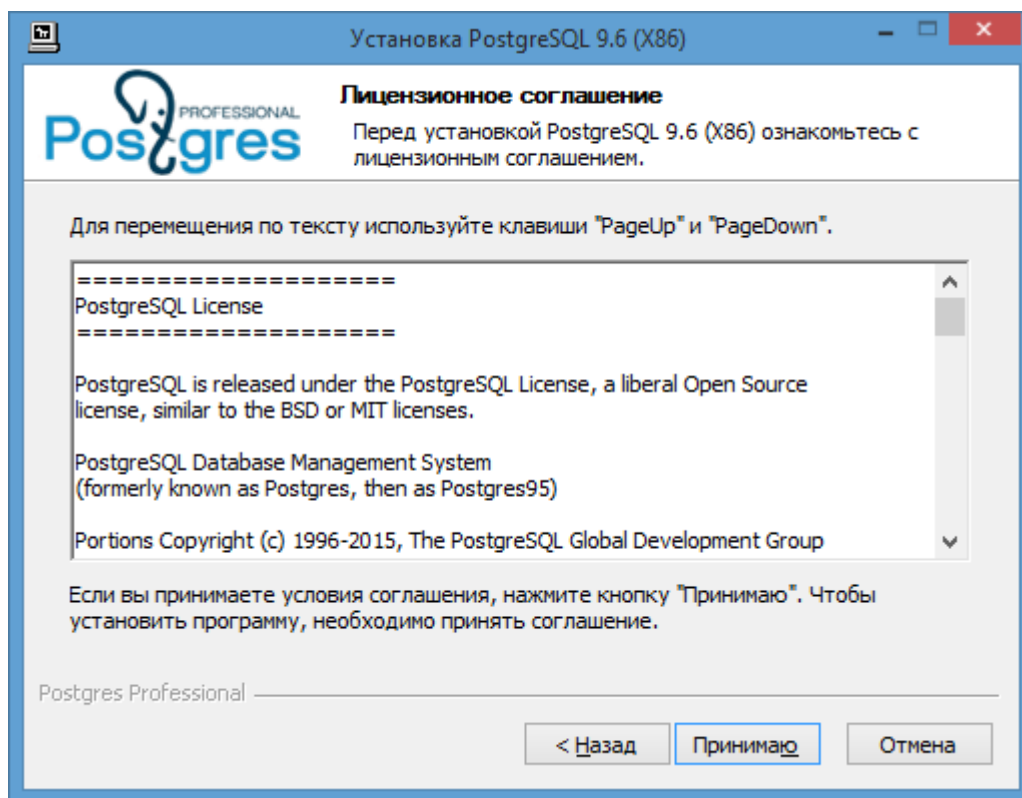 Установка PostgreSQL 9.6 (X86)
PROFESSIONAL
Postgres
Лицензионное соглашение
Перед установкой PostgreSQL 9.6 (X86) ознакомьтесь с
лицензионным соглашением.
Для перемещения по тексту используйте клавиши "PageUp" и "PageDown".
====================
PostgreSQL License
====================
PostgreSQL is released under the PostgreSQL License, a liberal Open Source
license, similar to the BSD or MIT licenses.
PostgreSQL Database Management System
(formerly known as Postgres, then as Postgres95)
Portions Copyright (c) 1996-2015, The PostgreSQL Global Development Group
Если вы принимаете условия соглашения, нажмите кнопку "Принимаю". Чтобы
установить программу, необходимо принять соглашение.
Postgres Professional
< Назад Принимаю Отмена